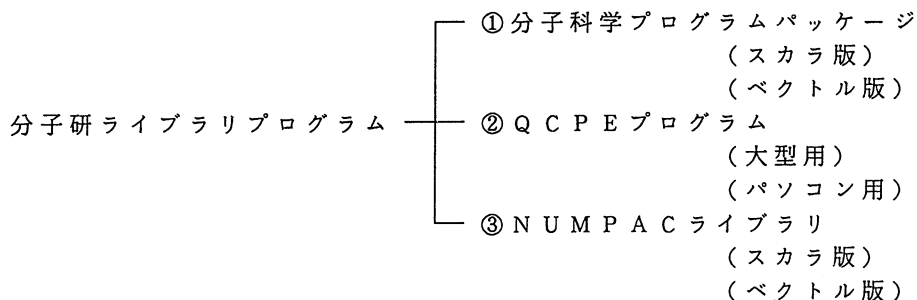 ①分子科学プログラムパッケージ
(スカラ版)
(ベクトル版)
分子研ライブラリプログラム
②QCPEプログラム
(大型用)
(パソコン用)
③NUMPACライブラリ
(スカラ版)
(ベクトル版)